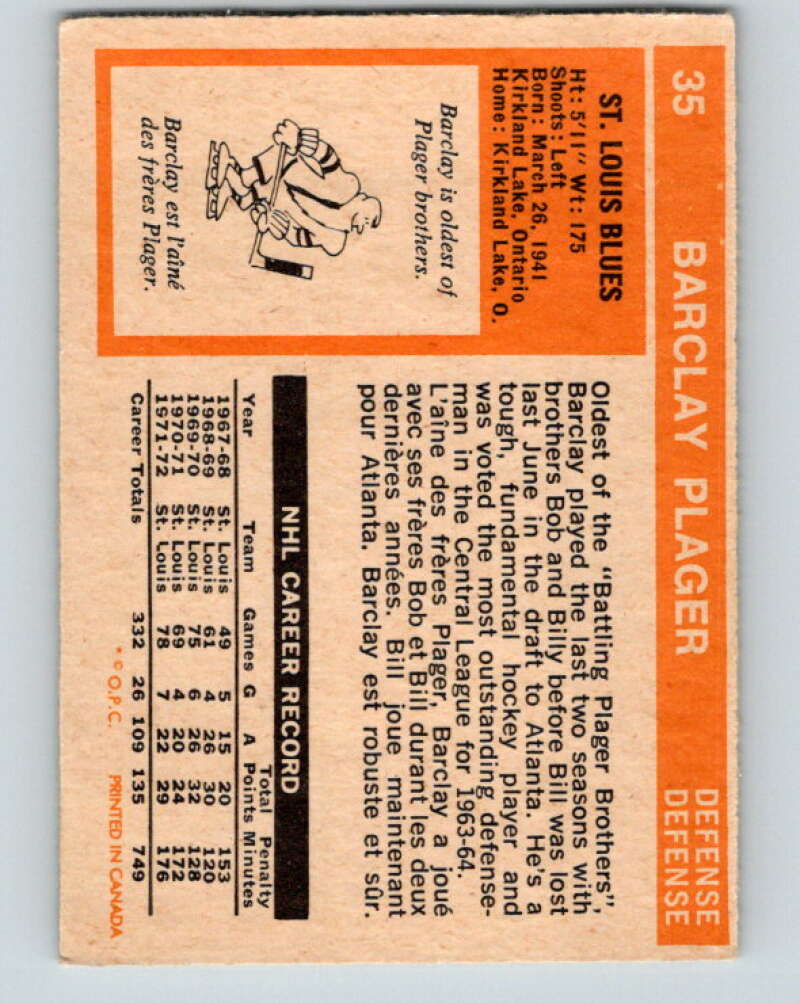 35 BARCLAY PLAGER DEFENSE
DEFENSE
ST. LOUIS BLUES
Ht: 5'11" Wt: 175
Shoots: Left
Born: March 26, 1941
Kirkland Lake, Ontario
Home: Kirkland Lake, O.
Barclay is oldest of
Plager brothers.
Barclay est l'aîné
des frères Plager.
Oldest of the "Battling Plager Brothers",
Barclay played the last two seasons with
brothers Bob and Billy before Bill was lost
last June in the draft to Atlanta. He's a
tough, fundamental hockey player and
was voted the most outstanding defense-
man in the Central League for 1963-64.
L'aîne des frères Plager, Barclay a joué
avec ses frères Bob et Bill durant les deux
dernières années. Bill joue maintenant
pour Atlanta. Barclay est robuste et sûr.
NHL CAREER RECORD
Total Penalty
Year Team Games G A Points Minutes
1967-68 St. Louis 49 5 15 20 153
1968-69 St. Louis 61 4 26 30 120
1969-70 St. Louis 75 6 26 32 128
1970-71 St. Louis 69 4 20 24 172
1971-72 St. Louis 78 7 22 29 176
Career Totals 332 26 109 135 749
* © O.P.C. PRINTED IN CANADA